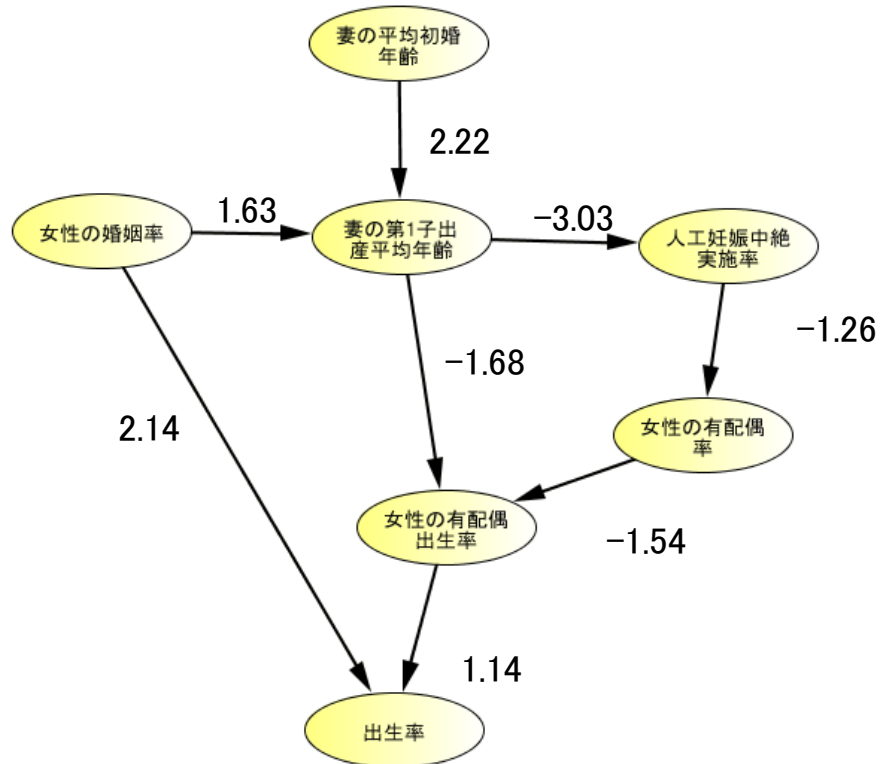 妻の平均初婚
年齢
2.22
女性の婚姻率
1.63
妻の第1子出
産平均年齢
−3.03
人工妊娠中絶
実施率
−1.26
−1.68
2.14
女性の有配偶
率
女性の有配偶
出生率
−1.54
1.14
出生率